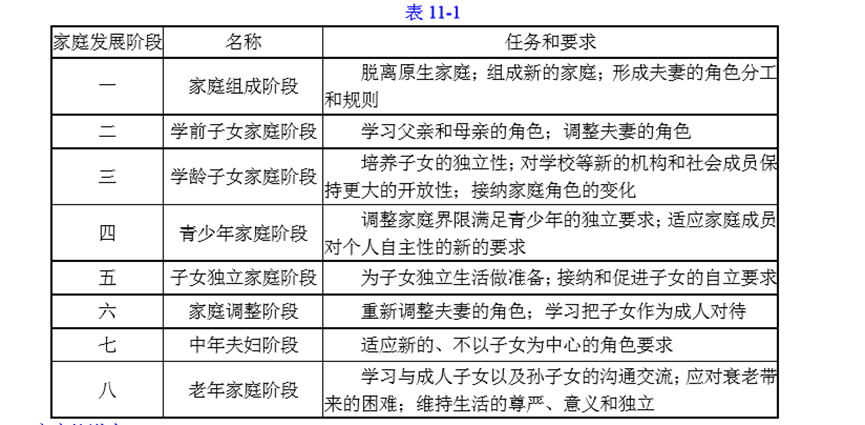 表 11-1
家庭发展阶段 名称 任务和要求
一 家庭组成阶段 脱离原生家庭；组成新的家庭；形成夫妻的角色分工
和规则
二 学前子女家庭阶段 学习父亲和母亲的角色；调整夫妻的角色
三 学龄子女家庭阶段 培养子女的独立性；对学校等新的机构和社会成员保
持更大的开放性；接纳家庭角色的变化
四 青少年家庭阶段 调整家庭界限满足青少年的独立要求；适应家庭成员
对个人自主性的新的要求
五 子女独立家庭阶段 为子女独立生活做准备；接纳和促进子女的自立要求
六 家庭调整阶段 重新调整夫妻的角色；学习把子女作为成人对待
七 中年夫妇阶段 适应新的、不以子女为中心的角色要求
八 老年家庭阶段 学习与成人子女以及孙子女的沟通交流；应对衰老带
来的困难；维持生活的尊严、意义和独立